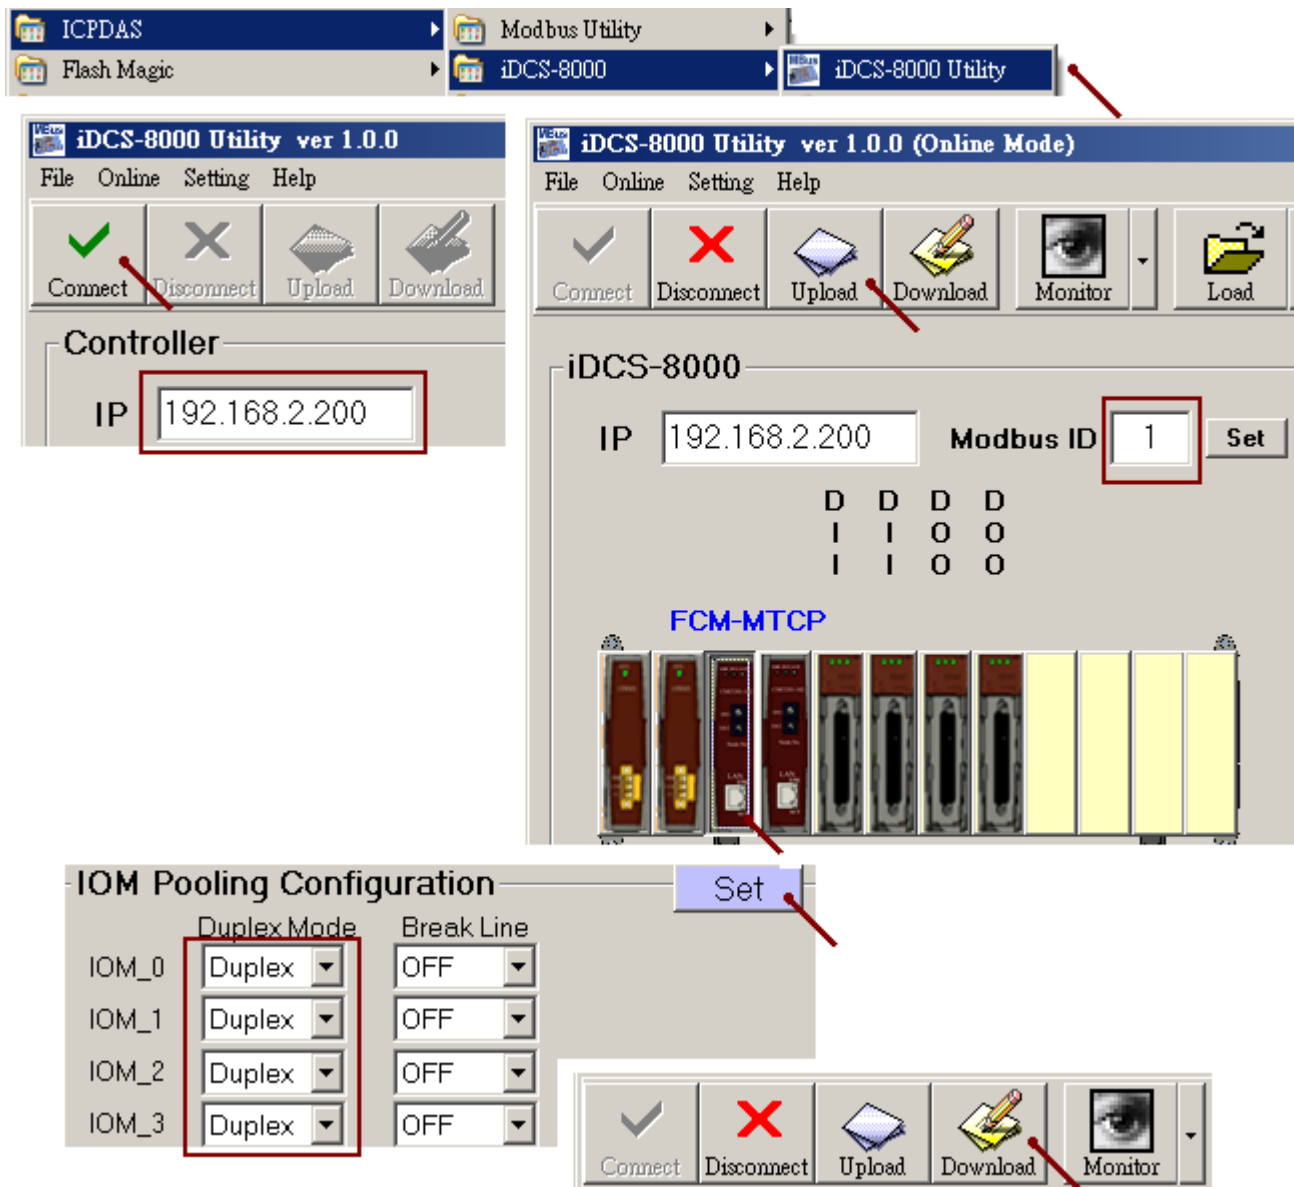 ICPDAS
Modbus Utility
Flash Magic
iDCS-8000
iDCS-8000 Utility
iDCS-8000 Utility ver 1.0.0
File Online Setting Help
Connect Disconnect Upload Download
Controller
IP 192.168.2.200
iDCS-8000 Utility ver 1.0.0 (Online Mode)
File Online Setting Help
Connect Disconnect Upload Download Monitor Load
iDCS-8000
IP 192.168.2.200 Modbus ID 1 Set
D D D D
I I O O
I I O O
FCM-MTCP
LAN LAN
IOM Pooling Configuration Set
Duplex Mode Break Line
IOM_0 Duplex OFF
IOM_1 Duplex OFF
IOM_2 Duplex OFF
IOM_3 Duplex OFF
Connect Disconnect Upload Download Monitor